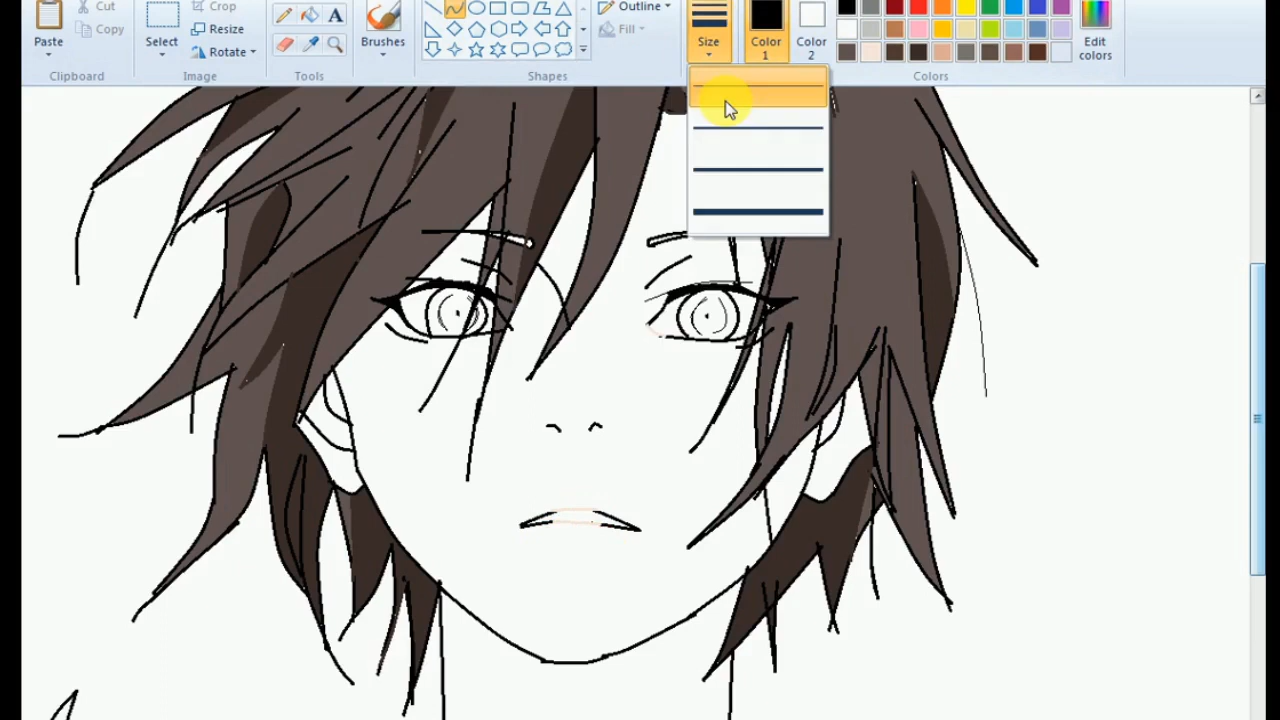 Paste
Cut
Copy
Clipboard
Select
Crop
Resize
Rotate
Image
A
Tools
Brushes
Shapes
Outline
Fill
Size
Color
1
Color
2
Colors
Edit
colors